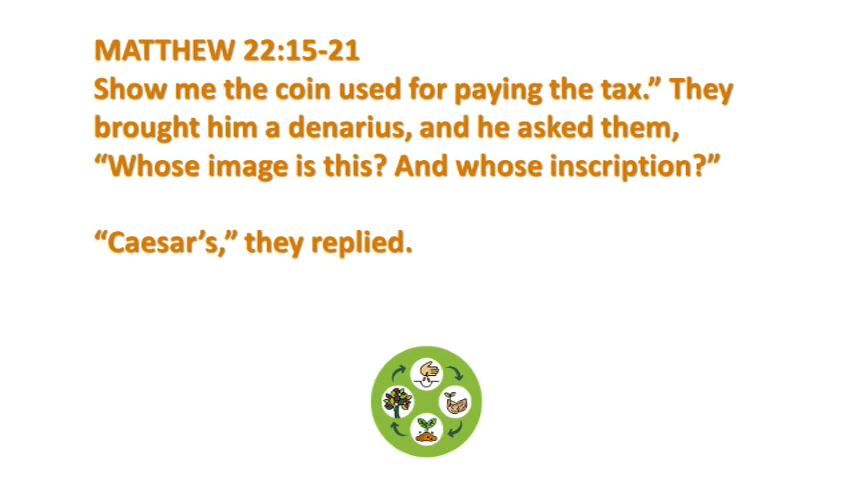 MATTHEW 22:15-21
Show me the coin used for paying the tax.” They
brought him a denarius, and he asked them,
“Whose image is this? And whose inscription?”
“Caesar’s,” they replied.